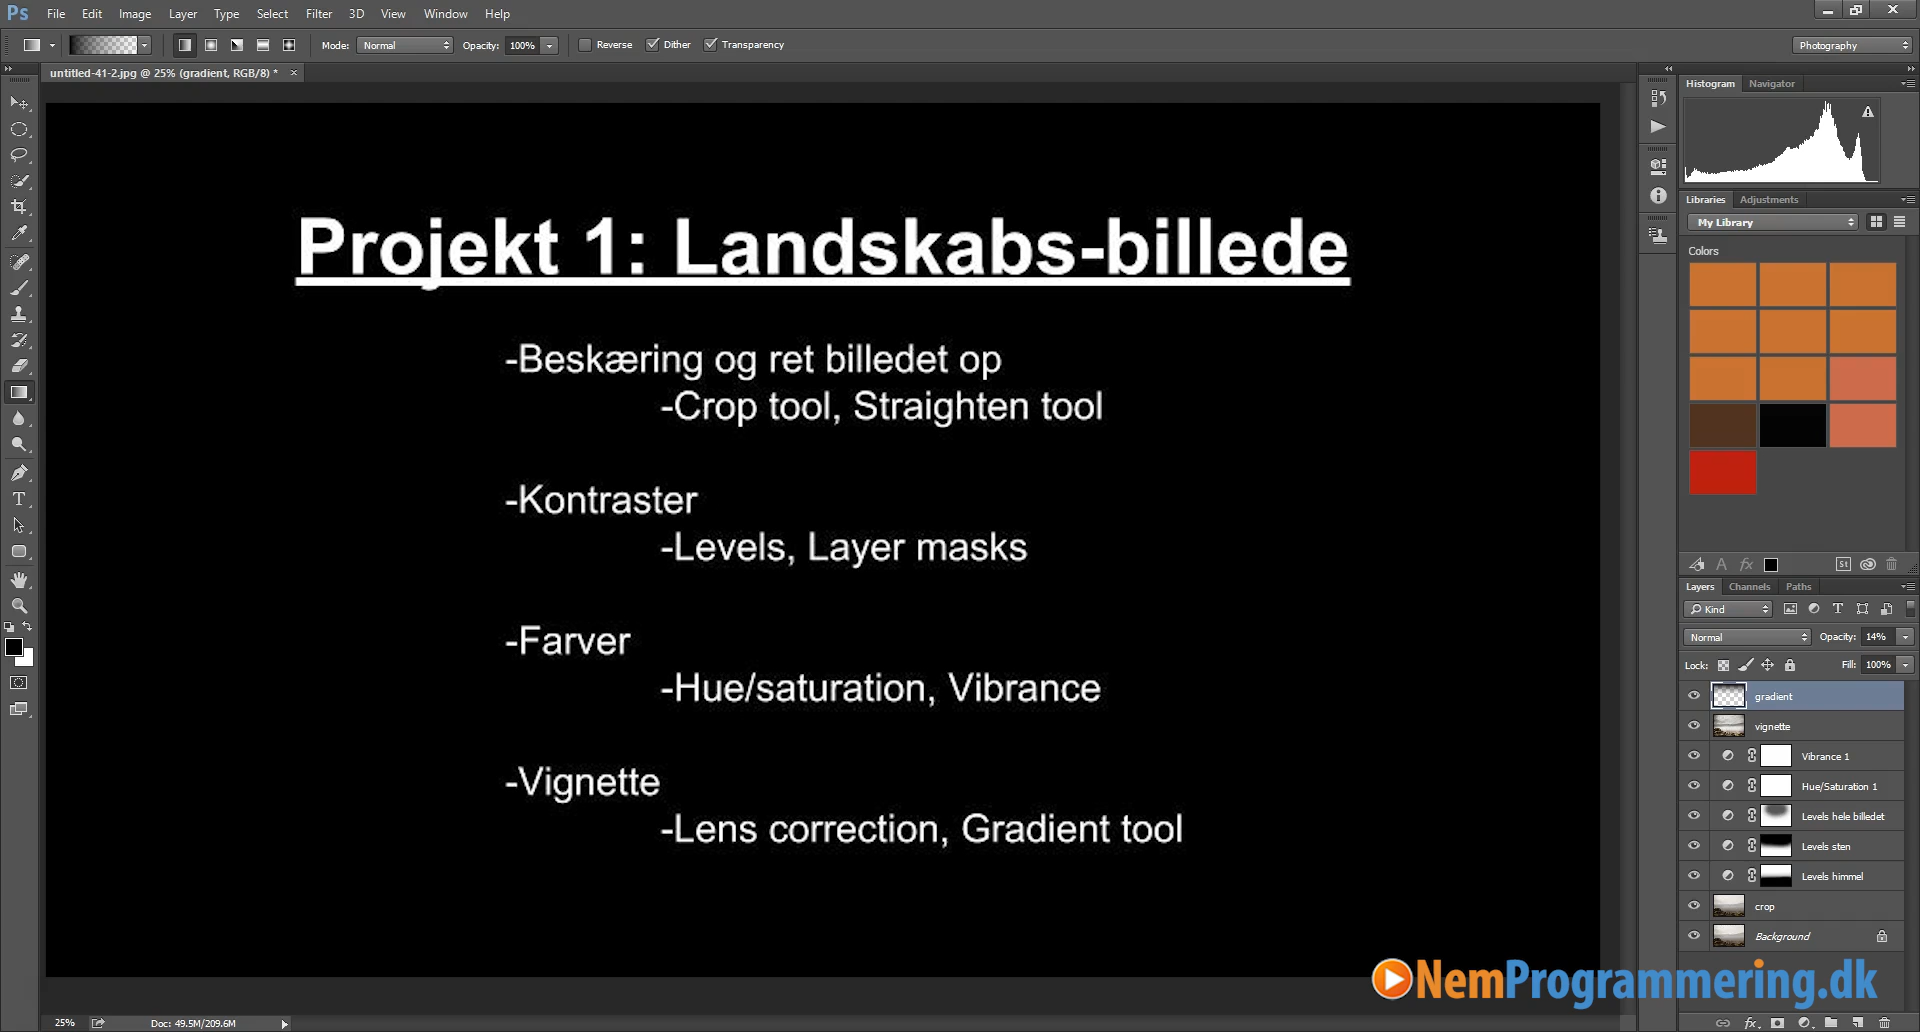 Ps File Edit Image Layer Type Select Filter 3D View Window Help
Mode: Normal Opacity: 100% Reverse Dither Transparency Photography
untitled-41-2.jpg @ 25% (gradient, RGB/8) * ×
Histogram Navigator
Projekt 1: Landskabs-billede
-Beskæring og ret billedet op
-Crop tool, Straighten tool
-Kontraster
-Levels, Layer masks
-Farver
-Hue/saturation, Vibrance
-Vignette
-Lens correction, Gradient tool
Libraries Adjustments
My Library
Colors
Layers Channels Paths
Kind
Normal Opacity: 14%
Lock: Fill: 100%
gradient
vignette
Vibrance 1
Hue/Saturation 1
Levels hele billedet
Levels sten
Levels himmel
crop
Background
NemProgrammering.dk
25% Doc: 49.5M/209.6M